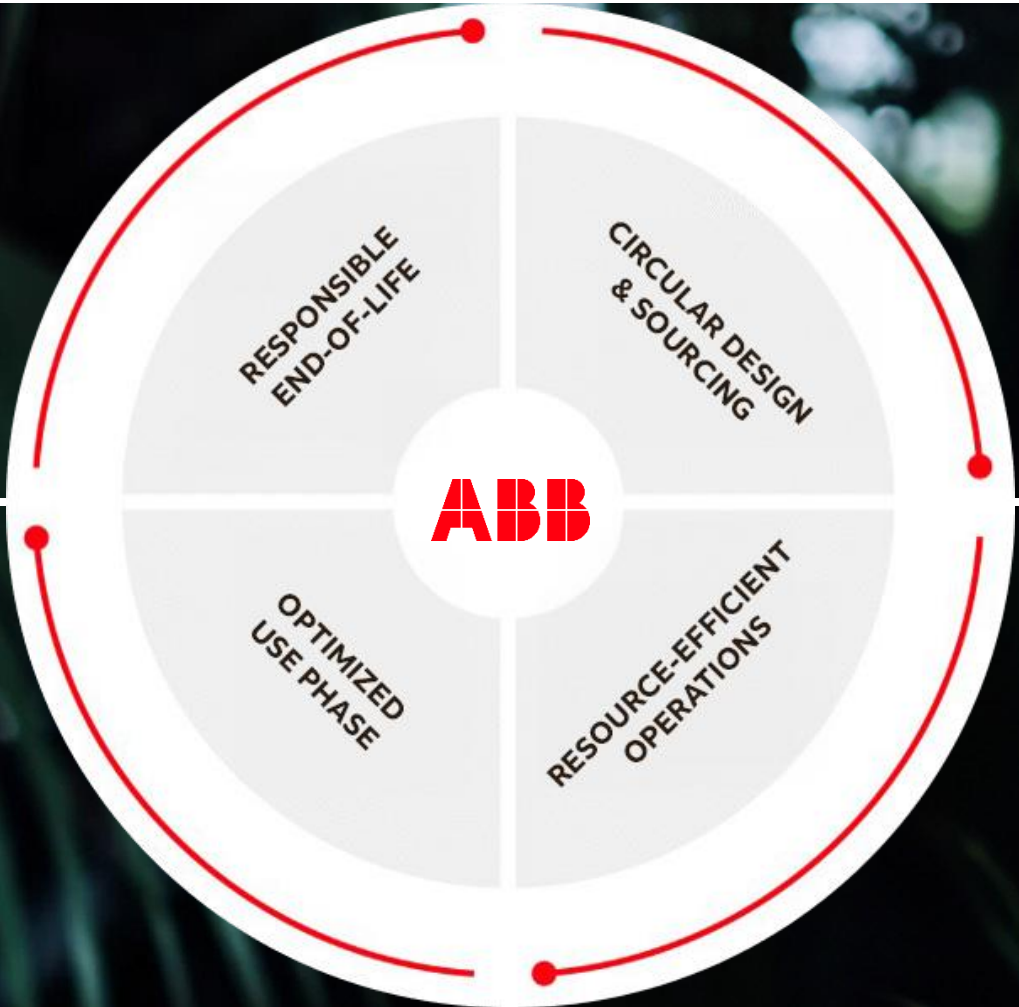 RESPONSIBLE
END-OF-LIFE
CIRCULAR DESIGN
& SOURCING
ABB
OPTIMIZED
USE PHASE
RESOURCE-EFFICIENT
OPERATIONS